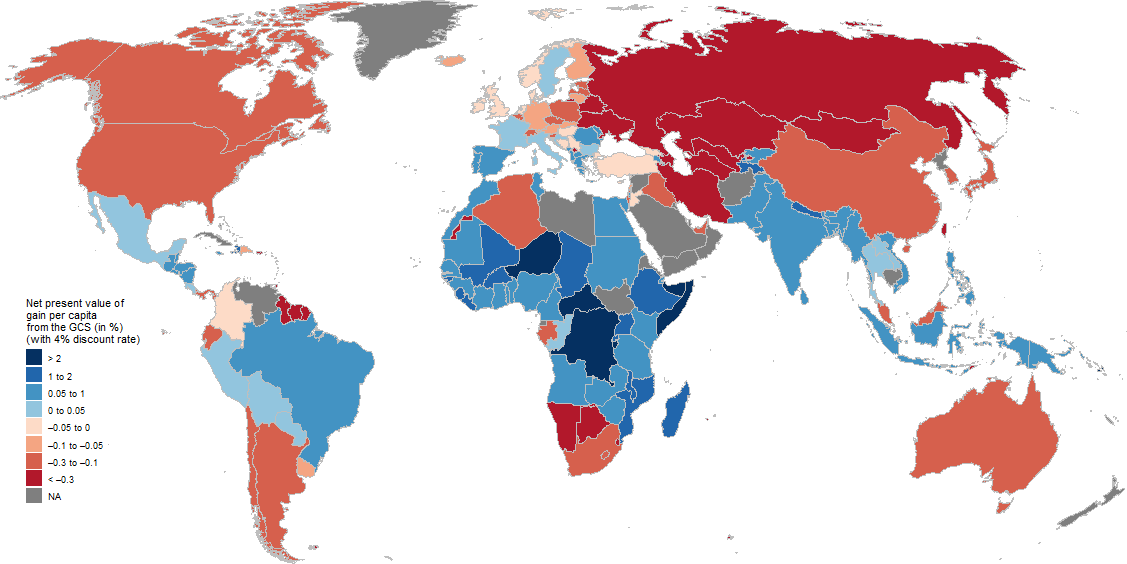 Net present value of
gain per capita
from the GCS (in %)
(with 4% discount rate)
> 2
1 to 2
0.05 to 1
0 to 0.05
–0.05 to 0
–0.1 to –0.05
–0.3 to –0.1
< –0.3
NA